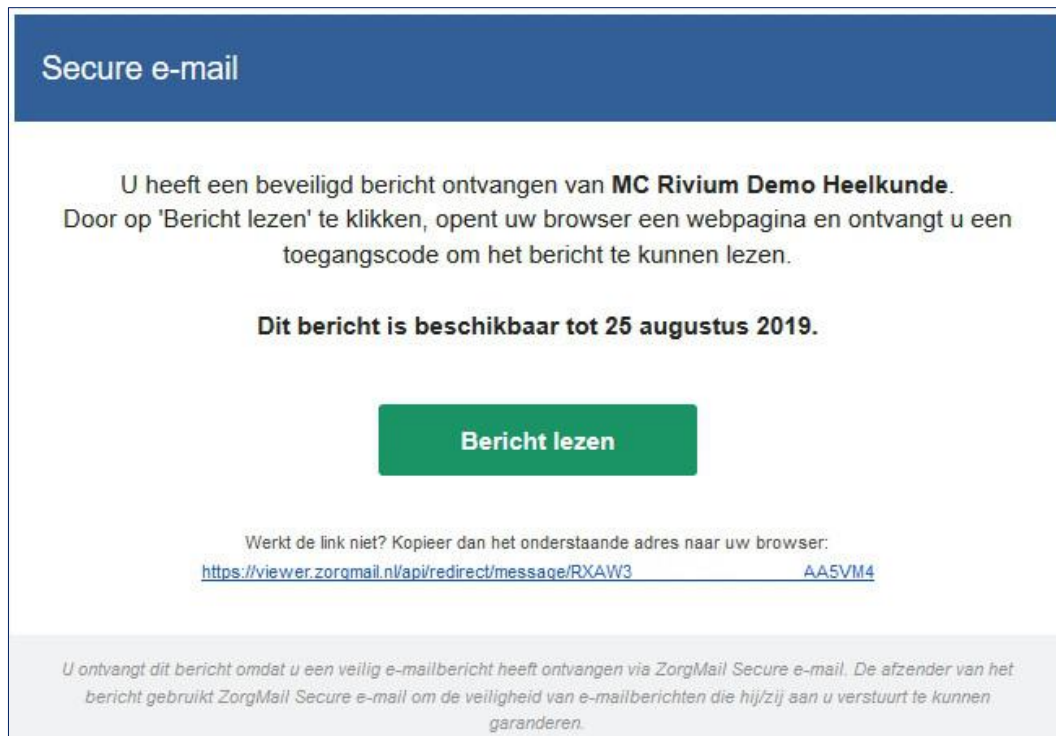 Secure e-mail
U heeft een beveiligd bericht ontvangen van MC Rivium Demo Heelkunde.
Door op 'Bericht lezen' te klikken, opent uw browser een webpagina en ontvangt u een
toegangscode om het bericht te kunnen lezen.
Dit bericht is beschikbaar tot 25 augustus 2019.
Bericht lezen
Werkt de link niet? Kopieer dan het onderstaande adres naar uw browser:
https://viewer.zorgmail.nl/api/redirect/message/RXAW3 AA5VM4
U ontvangt dit bericht omdat u een veilig e-mailbericht heeft ontvangen via ZorgMail Secure e-mail. De afzender van het
bericht gebruikt ZorgMail Secure e-mail om de veiligheid van e-mailberichten die hij/zij aan u verstuurt te kunnen
garanderen.